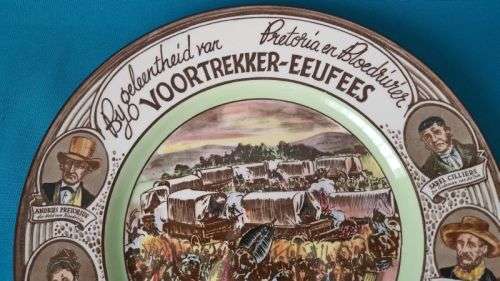 By geleentheid van
Pretoria en Bloedrivier
VOORTREKKER-EEUFEES
ANDRIES PRETORIUS
SAREL CILLIERS